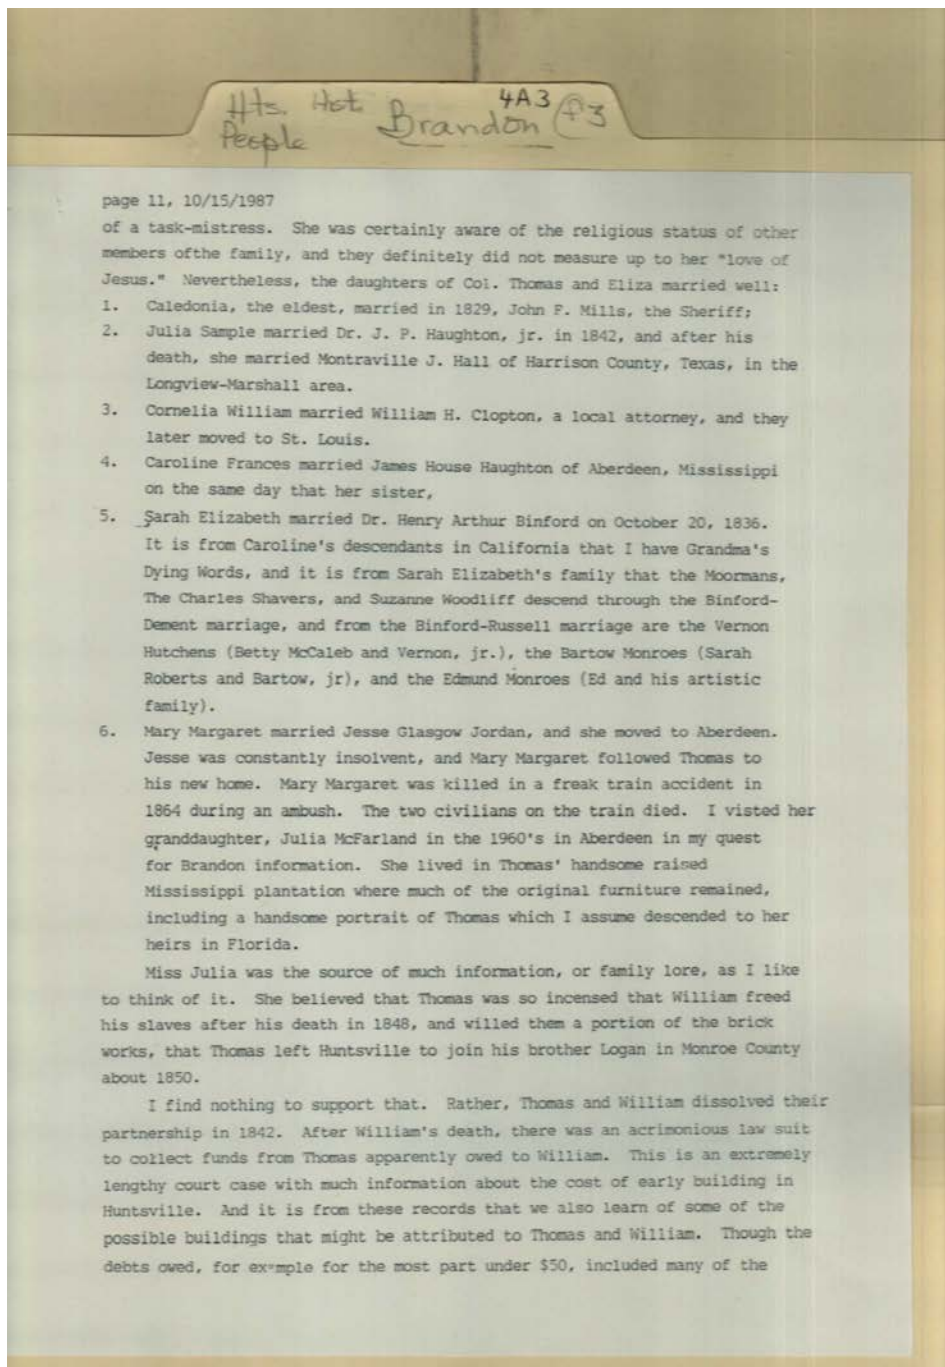 Hts. Hst 4A3 f3
People Brandon
page 11, 10/15/1987
of a task-mistress. She was certainly aware of the religious status of other
members ofthe family, and they definitely did not measure up to her "love of
Jesus." Nevertheless, the daughters of Col. Thomas and Eliza married well:
1. Caledonia, the eldest, married in 1829, John F. Mills, the Sheriff;
2. Julia Sample married Dr. J. P. Haughton, jr. in 1842, and after his
death, she married Montraville J. Hall of Harrison County, Texas, in the
Longview-Marshall area.
3. Cornelia William married William H. Clopton, a local attorney, and they
later moved to St. Louis.
4. Caroline Frances married James House Haughton of Aberdeen, Mississippi
on the same day that her sister,
5. Sarah Elizabeth married Dr. Henry Arthur Binford on October 20, 1836.
It is from Caroline's descendants in California that I have Grandma's
Dying Words, and it is from Sarah Elizabeth's family that the Moormans,
The Charles Shavers, and Suzanne Woodliff descend through the Binford-
Dement marriage, and from the Binford-Russell marriage are the Vernon
Hutchens (Betty McCaleb and Vernon, jr.), the Bartow Monroes (Sarah
Roberts and Bartow, jr), and the Edmund Monroes (Ed and his artistic
family).
6. Mary Margaret married Jesse Glasgow Jordan, and she moved to Aberdeen.
Jesse was constantly insolvent, and Mary Margaret followed Thomas to
his new home. Mary Margaret was killed in a freak train accident in
1864 during an ambush. The two civilians on the train died. I visted her
granddaughter, Julia McFarland in the 1960's in Aberdeen in my quest
for Brandon information. She lived in Thomas' handsome raised
Mississippi plantation where much of the original furniture remained,
including a handsome portrait of Thomas which I assume descended to her
heirs in Florida.
Miss Julia was the source of much information, or family lore, as I like
to think of it. She believed that Thomas was so incensed that William freed
his slaves after his death in 1848, and willed them a portion of the brick
works, that Thomas left Huntsville to join his brother Logan in Monroe County
about 1850.
I find nothing to support that. Rather, Thomas and William dissolved their
partnership in 1842. After William's death, there was an acrimonious law suit
to collect funds from Thomas apparently owed to William. This is an extremely
lengthy court case with much information about the cost of early building in
Huntsville. And it is from these records that we also learn of some of the
possible buildings that might be attributed to Thomas and William. Though the
debts owed, for example for the most part under $50, included many of the